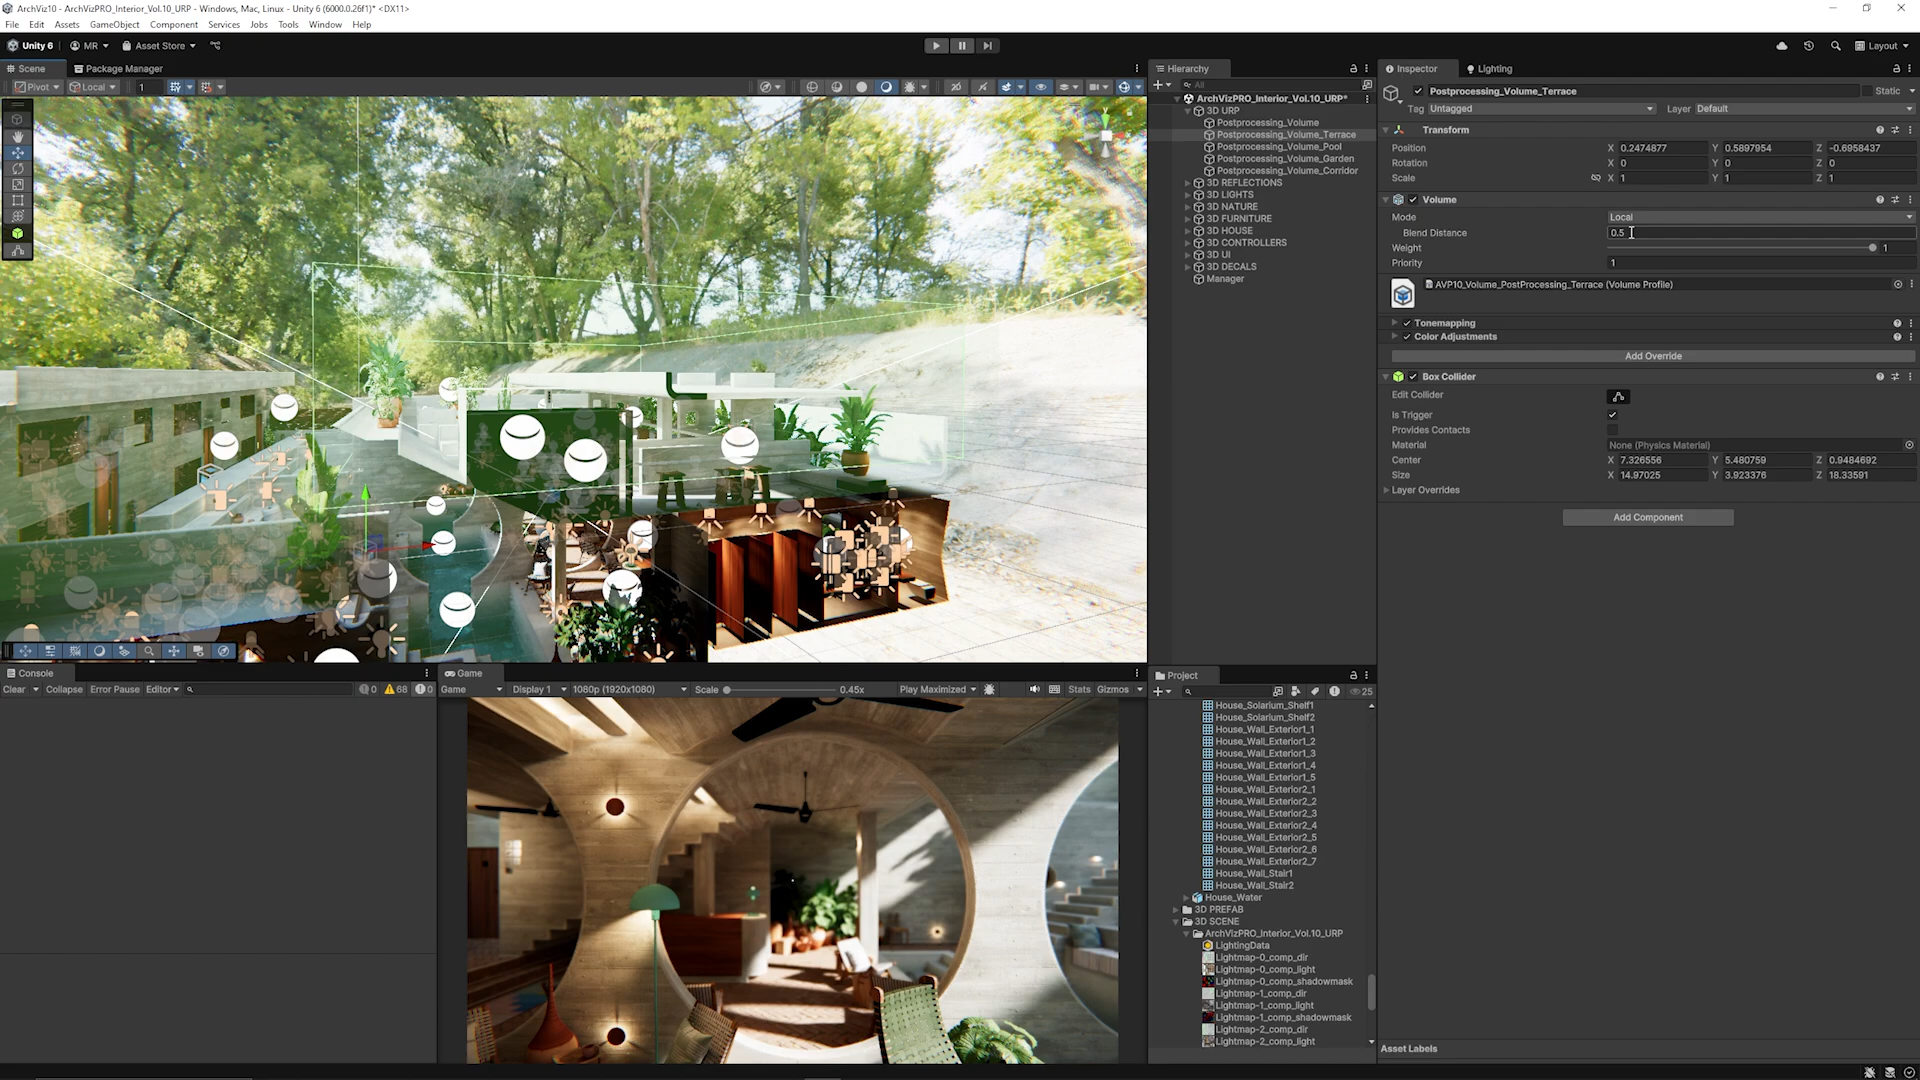 ArchViz10 - ArchVizPRO_Interior_Vol.10_URP - Windows, Mac, Linux - Unity 6 (6000.0.26f1)* <DX11>
File Edit Assets GameObject Component Services Jobs Tools Window Help
Unity 6 MR Asset Store Layout
Scene Package Manager
Pivot Local 1
Console
Clear Collapse Error Pause Editor 0 68 0
Game
Game Display 1 1080p (1920x1080) Scale 0.45x Play Maximized Stats Gizmos
Hierarchy
All
ArchVizPRO_Interior_Vol.10_URP*
3D URP
Postprocessing_Volume
Postprocessing_Volume_Terrace
Postprocessing_Volume_Pool
Postprocessing_Volume_Garden
Postprocessing_Volume_Corridor
3D REFLECTIONS
3D LIGHTS
3D NATURE
3D FURNITURE
3D HOUSE
3D CONTROLLERS
3D UI
3D DECALS
Manager
Project
25
House_Solarium_Shelf1
House_Solarium_Shelf2
House_Wall_Exterior1_1
House_Wall_Exterior1_2
House_Wall_Exterior1_3
House_Wall_Exterior1_4
House_Wall_Exterior1_5
House_Wall_Exterior2_1
House_Wall_Exterior2_2
House_Wall_Exterior2_3
House_Wall_Exterior2_4
House_Wall_Exterior2_5
House_Wall_Exterior2_6
House_Wall_Exterior2_7
House_Wall_Stair1
House_Wall_Stair2
House_Water
3D PREFAB
3D SCENE
ArchVizPRO_Interior_Vol.10_URP
LightingData
Lightmap-0_comp_dir
Lightmap-0_comp_light
Lightmap-0_comp_shadowmask
Lightmap-1_comp_dir
Lightmap-1_comp_light
Lightmap-1_comp_shadowmask
Lightmap-2_comp_dir
Lightmap-2_comp_light
Inspector Lighting
Postprocessing_Volume_Terrace Static
Tag Untagged Layer Default
Transform
Position X 0.2474877 Y 0.5897954 Z -0.6958437
Rotation X 0 Y 0 Z 0
Scale X 1 Y 1 Z 1
Volume
Mode Local
Blend Distance 0.5
Weight 1
Priority 1
AVP10_Volume_PostProcessing_Terrace (Volume Profile)
Tonemapping
Color Adjustments
Add Override
Box Collider
Edit Collider
Is Trigger
Provides Contacts
Material None (Physics Material)
Center X 7.326556 Y 5.480759 Z 0.9484692
Size X 14.97025 Y 3.923376 Z 18.33591
Layer Overrides
Add Component
Asset Labels